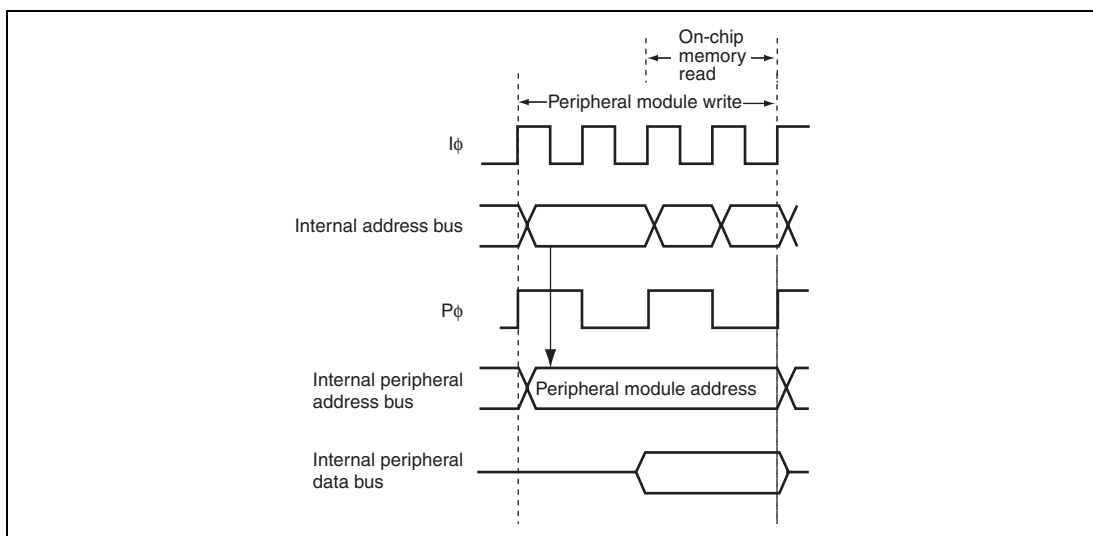 On-chip
memory
read
Peripheral module write
Iϕ
Internal address bus
Pϕ
Internal peripheral
address bus
Peripheral module address
Internal peripheral
data bus